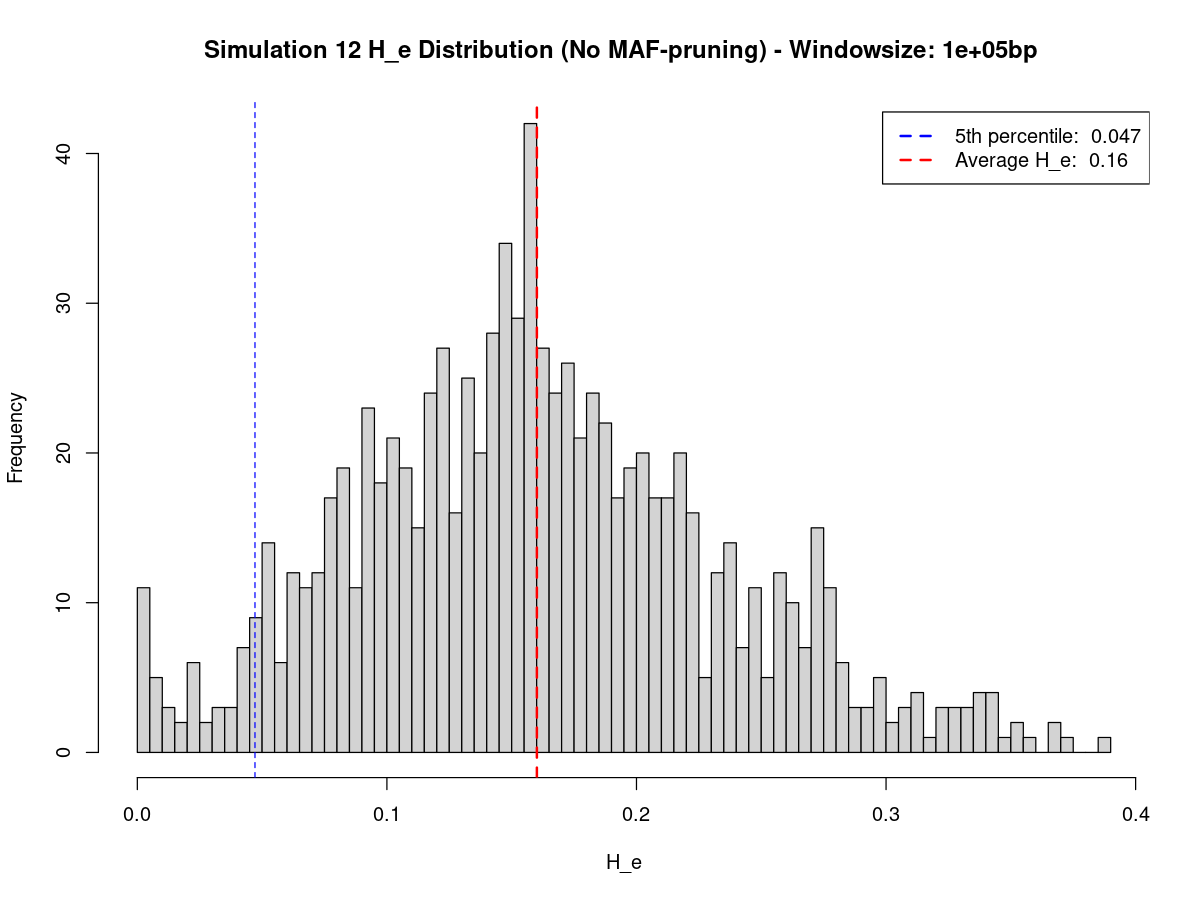 Simulation 12 H_e Distribution (No MAF-pruning) - Windowsize: 1e+05bp
5th percentile: 0.047
Average H_e: 0.16
40
30
20
10
0
Frequency
0.0 0.1 0.2 0.3 0.4
H_e